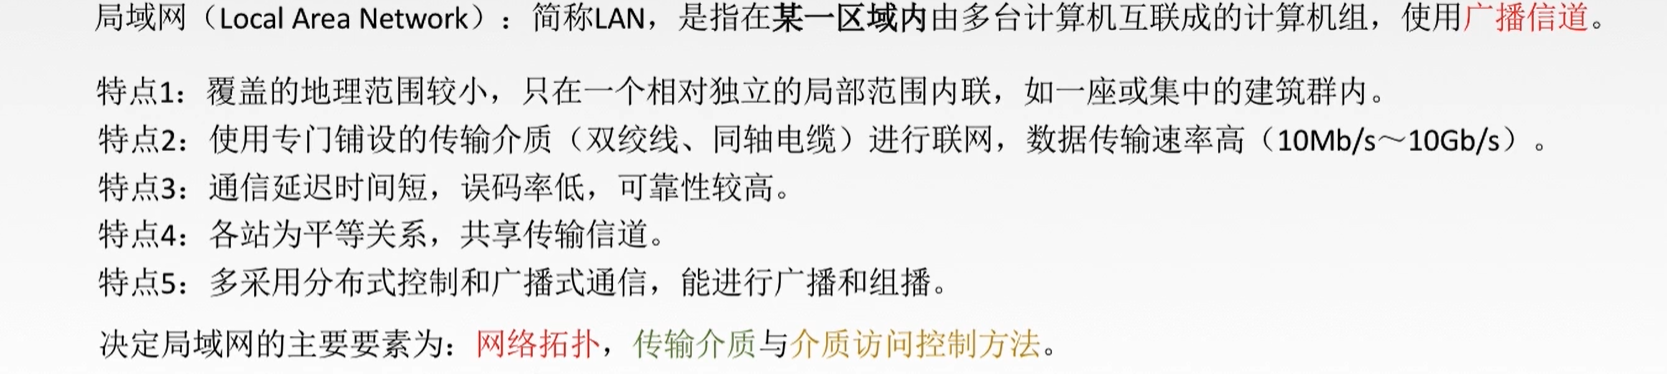 局域网（Local Area Network）：简称LAN，是指在某一区域内由多台计算机互联成的计算机组，使用广播信道。
特点1：覆盖的地理范围较小，只在一个相对独立的局部范围内联，如一座或集中的建筑群内。
特点2：使用专门铺设的传输介质（双绞线、同轴电缆）进行联网，数据传输速率高（10Mb/s～10Gb/s）。
特点3：通信延迟时间短，误码率低，可靠性较高。
特点4：各站为平等关系，共享传输信道。
特点5：多采用分布式控制和广播式通信，能进行广播和组播。
决定局域网的主要要素为：网络拓扑，传输介质与介质访问控制方法。